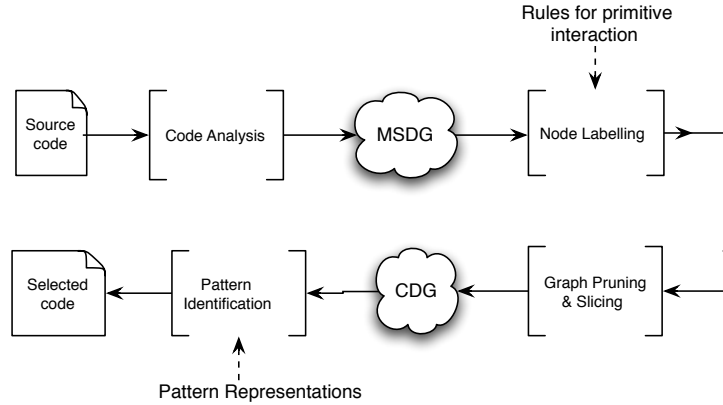 Rules for primitive
interaction
Source
code
Code Analysis
MSDG
Node Labelling
Selected
code
Pattern
Identification
CDG
Graph Pruning
& Slicing
Pattern Representations